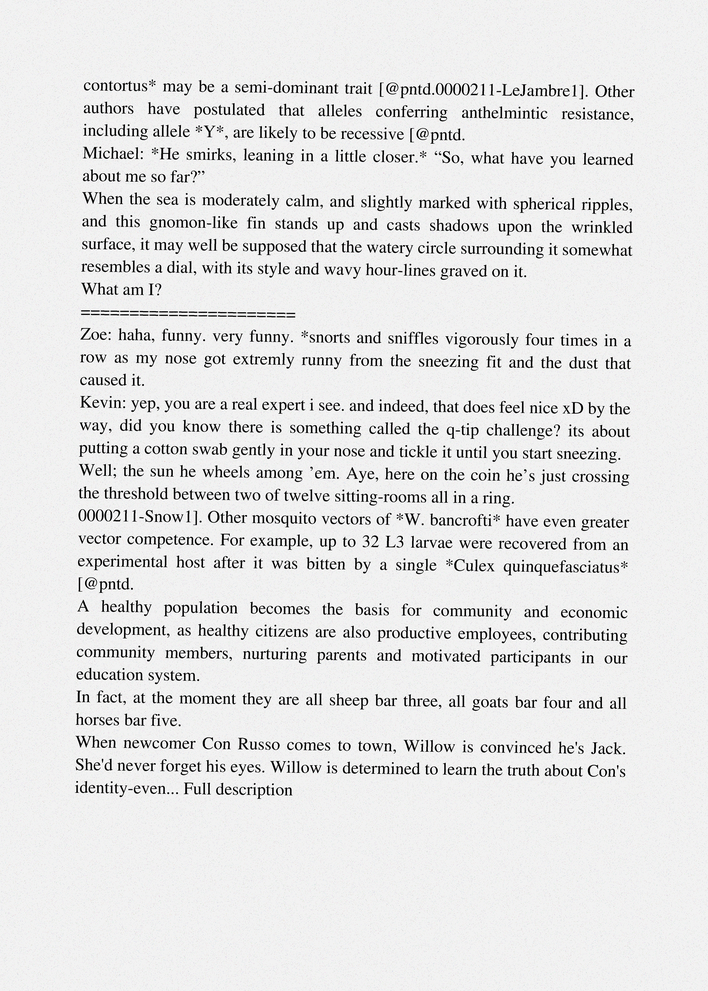 contortus* may be a semi-dominant trait [@pntd.0000211-LeJambre1]. Other
authors have postulated that alleles conferring anthelmintic resistance,
including allele *Y*, are likely to be recessive [@pntd.
Michael: *He smirks, leaning in a little closer.* “So, what have you learned
about me so far?”
When the sea is moderately calm, and slightly marked with spherical ripples,
and this gnomon-like fin stands up and casts shadows upon the wrinkled
surface, it may well be supposed that the watery circle surrounding it somewhat
resembles a dial, with its style and wavy hour-lines graved on it.
What am I?
======================
Zoe: haha, funny. very funny. *snorts and sniffles vigorously four times in a
row as my nose got extremly runny from the sneezing fit and the dust that
caused it.
Kevin: yep, you are a real expert i see. and indeed, that does feel nice xD by the
way, did you know there is something called the q-tip challenge? its about
putting a cotton swab gently in your nose and tickle it until you start sneezing.
Well; the sun he wheels among ’em. Aye, here on the coin he’s just crossing
the threshold between two of twelve sitting-rooms all in a ring.
0000211-Snow1]. Other mosquito vectors of *W. bancrofti* have even greater
vector competence. For example, up to 32 L3 larvae were recovered from an
experimental host after it was bitten by a single *Culex quinquefasciatus*
[@pntd.
A healthy population becomes the basis for community and economic
development, as healthy citizens are also productive employees, contributing
community members, nurturing parents and motivated participants in our
education system.
In fact, at the moment they are all sheep bar three, all goats bar four and all
horses bar five.
When newcomer Con Russo comes to town, Willow is convinced he's Jack.
She'd never forget his eyes. Willow is determined to learn the truth about Con's
identity-even... Full description